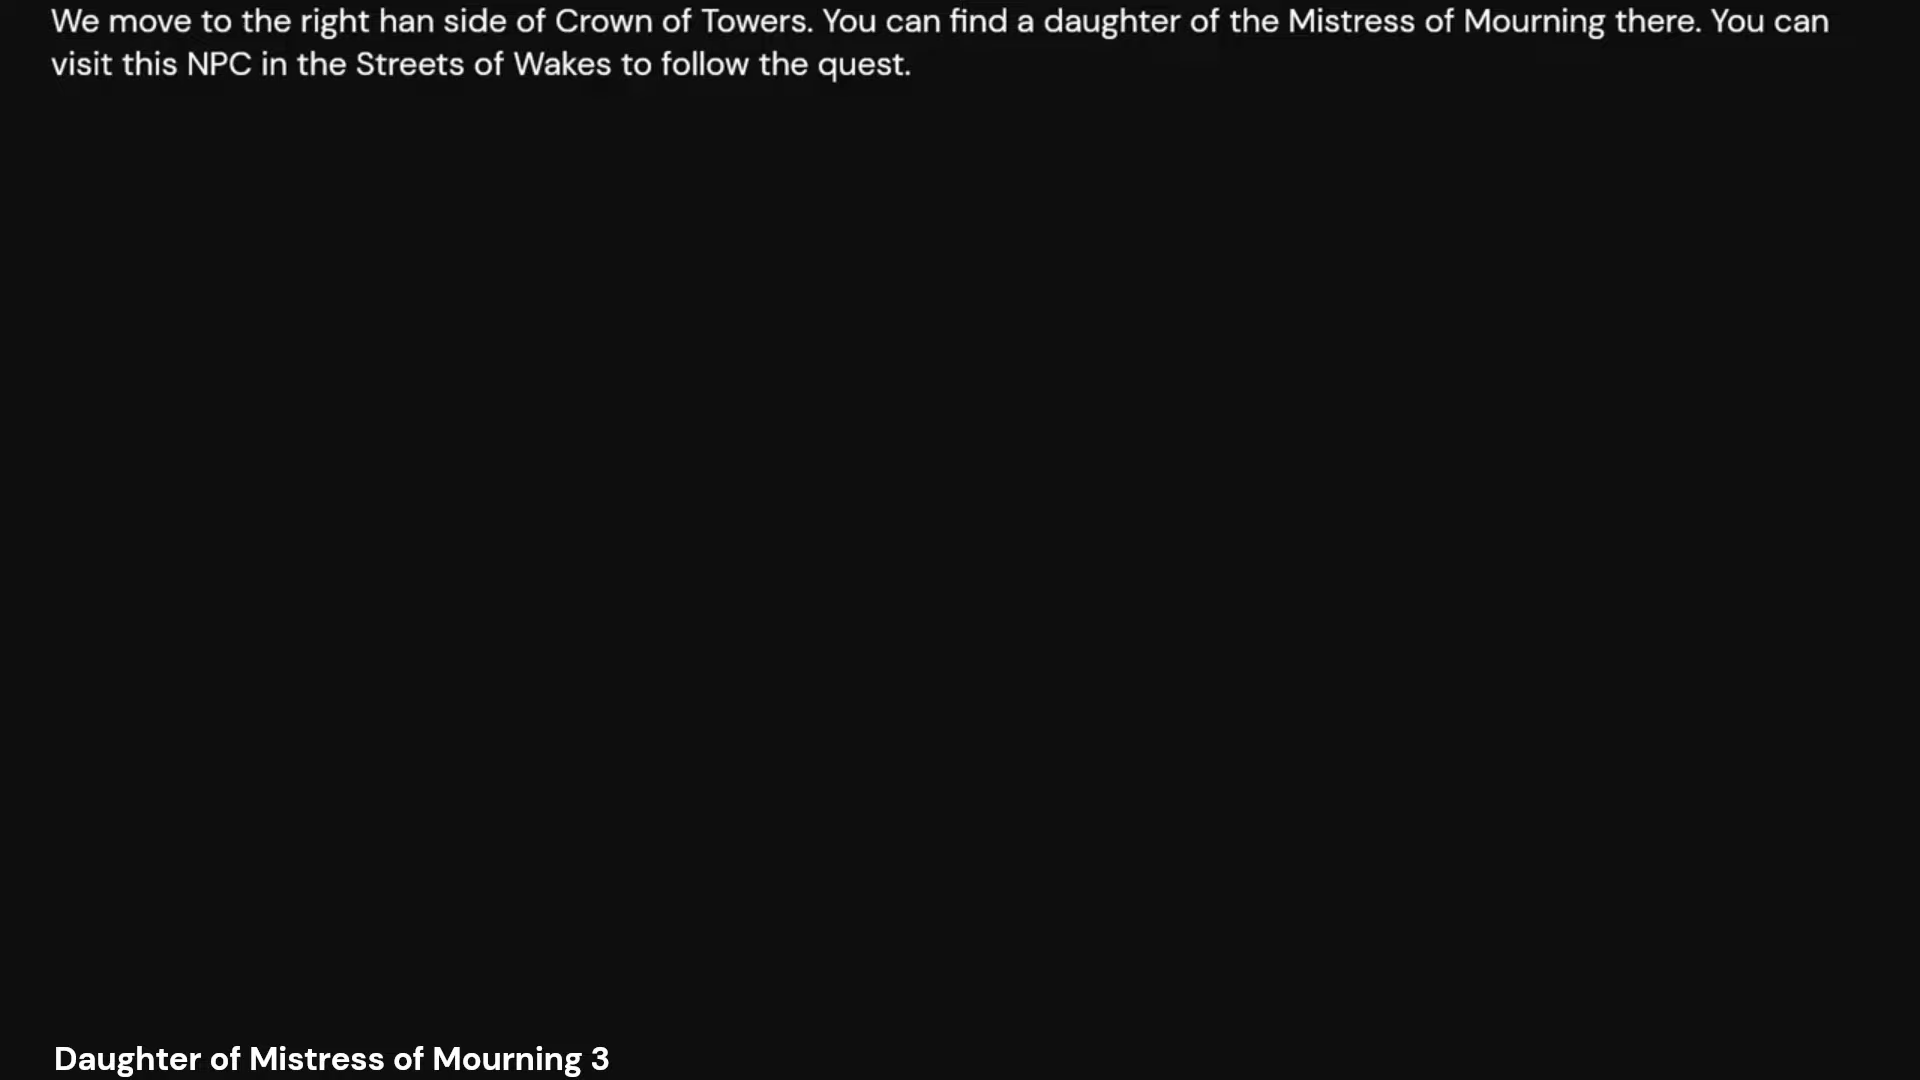 We move to the right han side of Crown of Towers. You can find a daughter of the Mistress of Mourning there. You can
visit this NPC in the Streets of Wakes to follow the quest.
Daughter of Mistress of Mourning 3